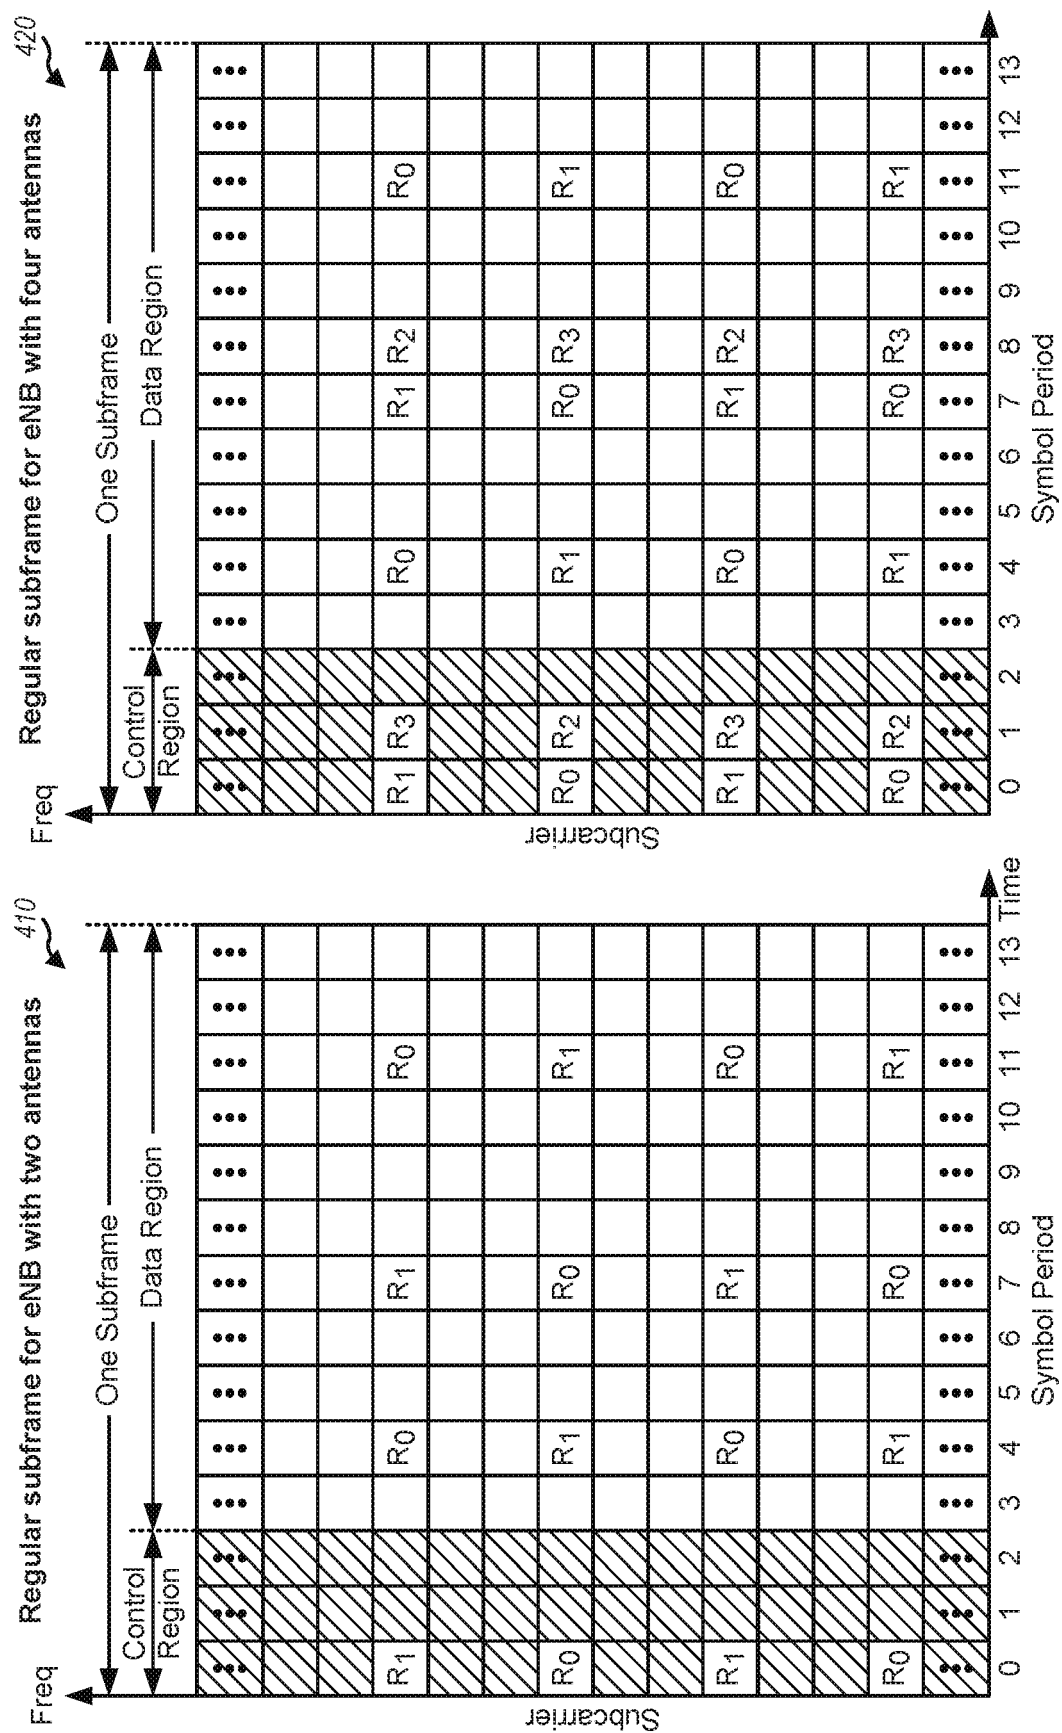 Regular subframe for eNB with two antennas
410
One Subframe
Control Region
Data Region
Freq
Subcarrier
... ... ... ... ... ... ... ... ... ... ... ... ... ...
R1 R0 R1 R0
R0 R1 R0 R1
R1 R0 R1 R0
R0 R1 R0 R1
... ... ... ... ... ... ... ... ... ... ... ... ... ...
0 1 2 3 4 5 6 7 8 9 10 11 12 13 Time
Symbol Period
Regular subframe for eNB with four antennas
420
One Subframe
Control Region
Data Region
Freq
Subcarrier
... ... ... ... ... ... ... ... ... ... ... ... ... ...
R1 R3 R0 R1 R2 R0
R0 R2 R1 R0 R3 R1
R1 R3 R0 R1 R2 R0
R0 R2 R1 R0 R3 R1
... ... ... ... ... ... ... ... ... ... ... ... ... ...
0 1 2 3 4 5 6 7 8 9 10 11 12 13
Symbol Period